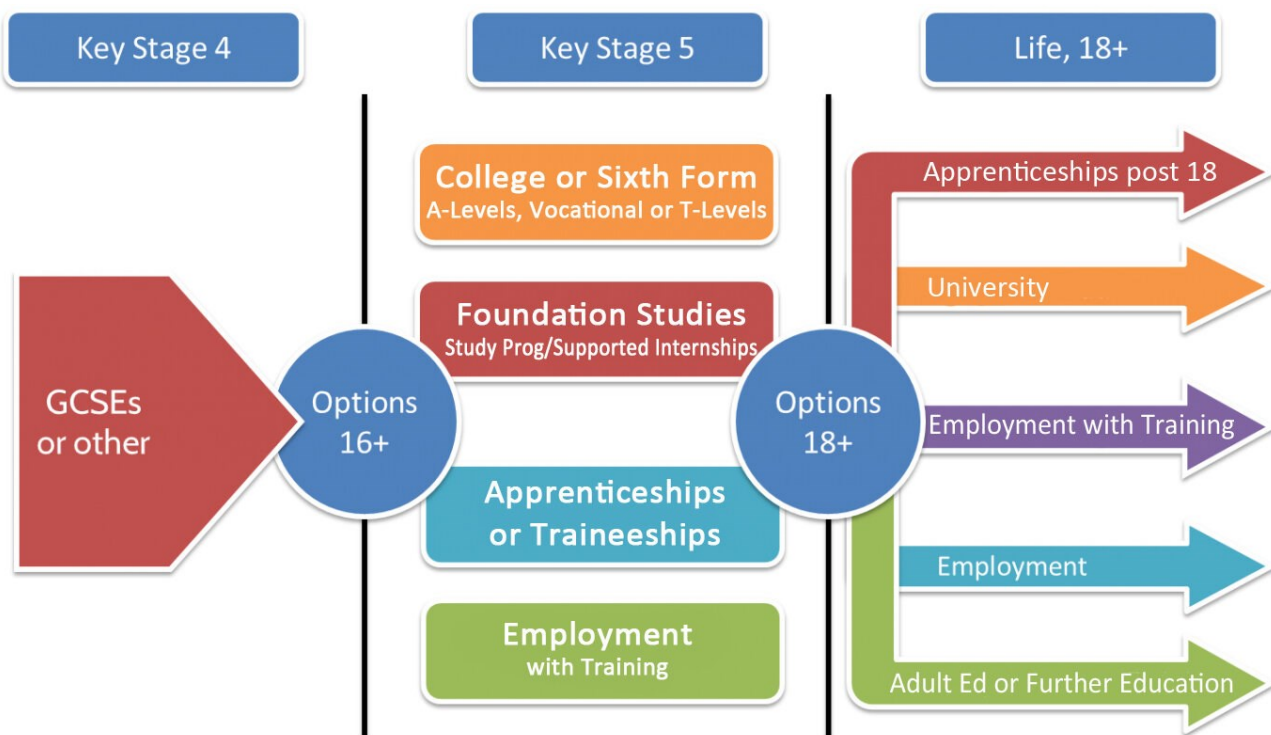 Key Stage 4
Key Stage 5
Life, 18+
GCSEs
or other
Options
16+
College or Sixth Form
A-Levels, Vocational or T-Levels
Foundation Studies
Study Prog/Supported Internships
Apprenticeships
or Traineeships
Employment
with Training
Options
18+
Apprenticeships post 18
University
Employment with Training
Employment
Adult Ed or Further Education